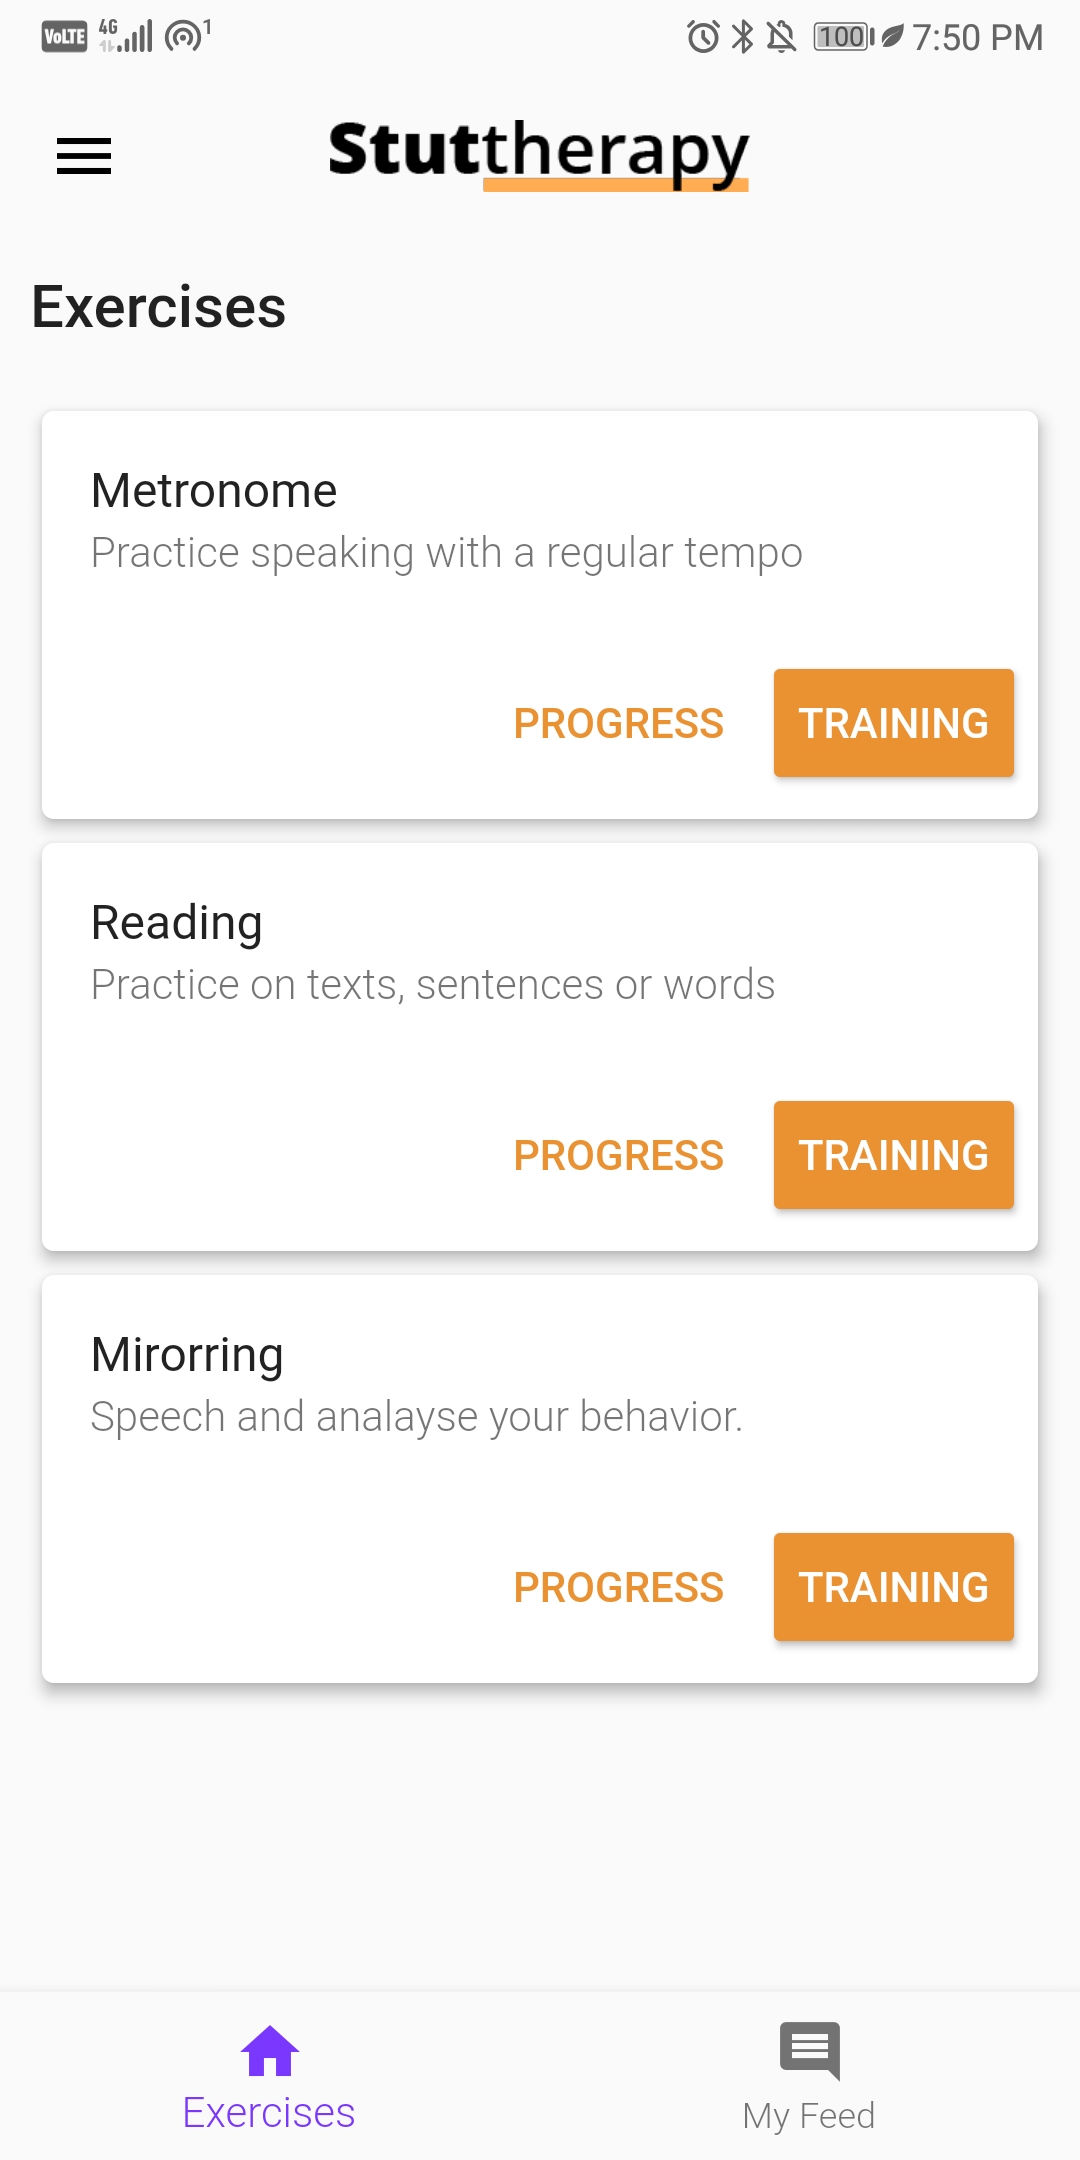 VoLTE 4G 1 100 7:50 PM
Stuttherapy
Exercises
Metronome
Practice speaking with a regular tempo
PROGRESS TRAINING
Reading
Practice on texts, sentences or words
PROGRESS TRAINING
Mirorring
Speech and analayse your behavior.
PROGRESS TRAINING
Exercises My Feed